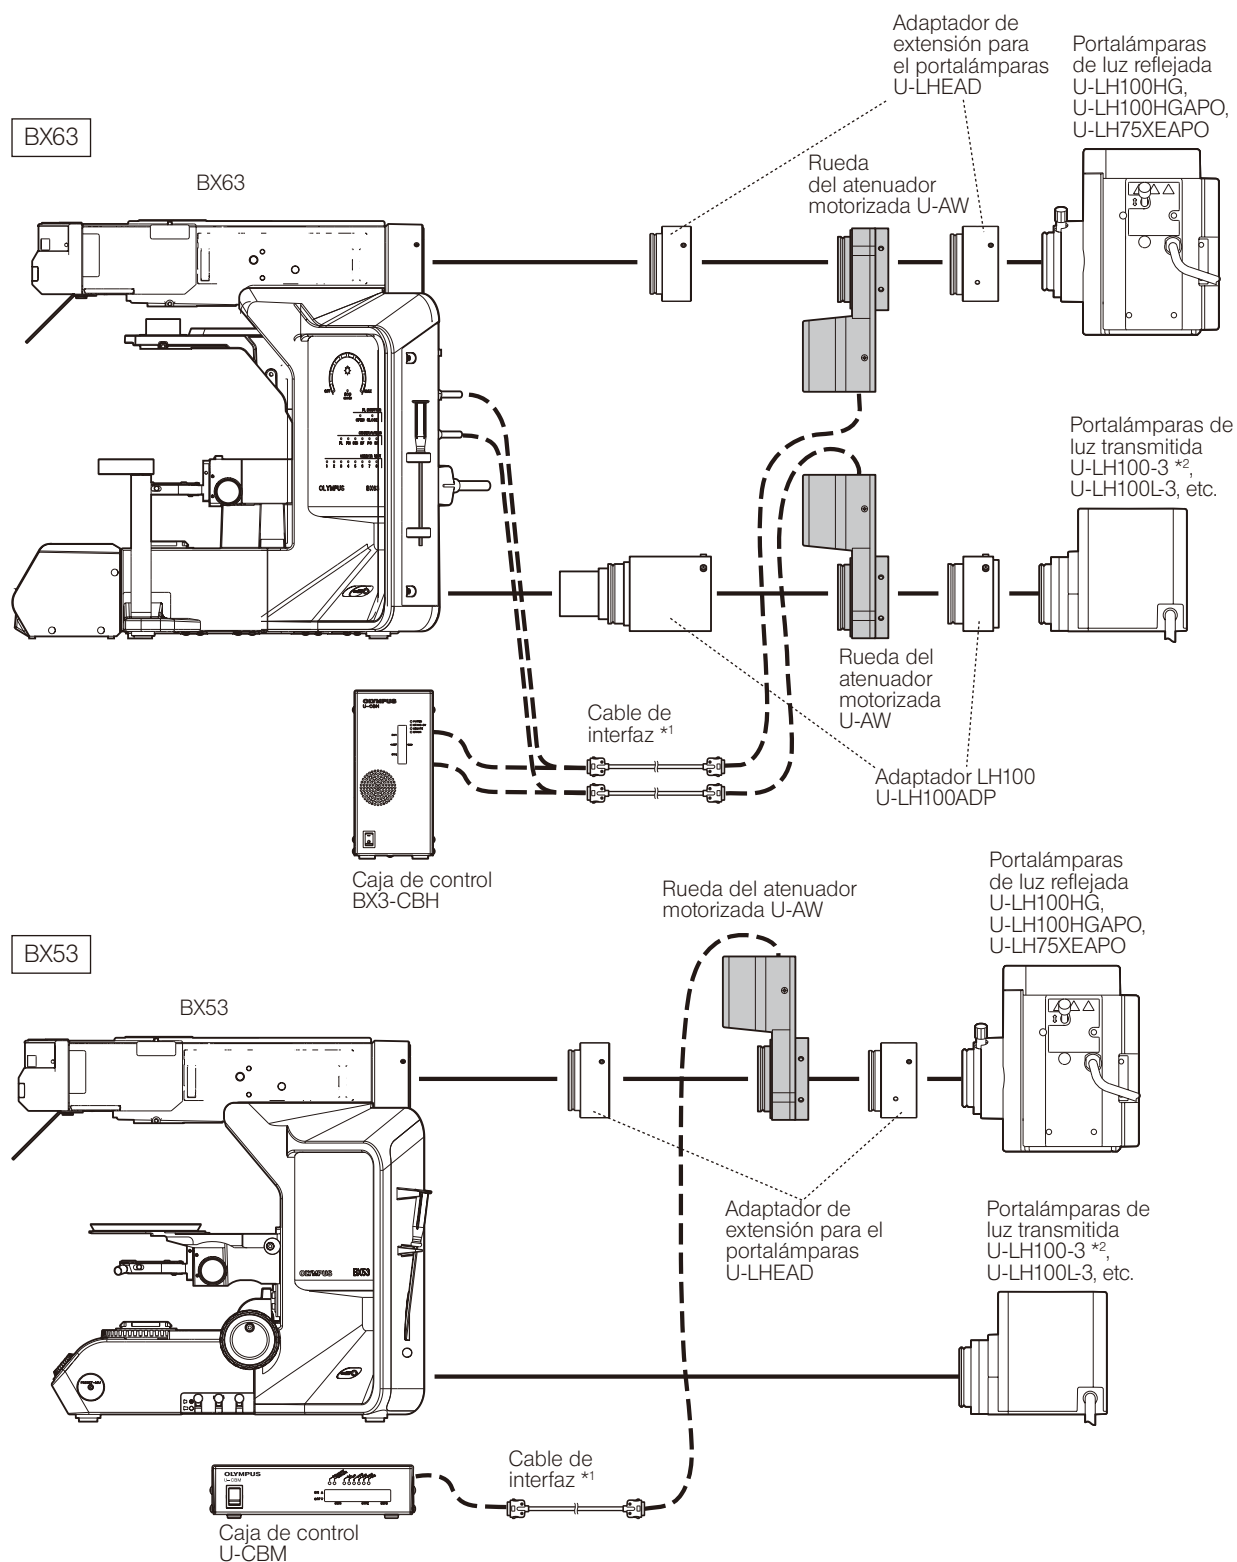 Adaptador de
extensión para
el portalámparas
U-LHEAD
Portalámparas
de luz reflejada
U-LH100HG,
U-LH100HGAPO,
U-LH75XEAPO
BX63
BX63
Rueda
del atenuador
motorizada U-AW
OLYMPUS BX63
Portalámparas de
luz transmitida
U-LH100-3 *2,
U-LH100L-3, etc.
Rueda del
atenuador
motorizada
U-AW
OLYMPUS
U-CBH
Cable de
interfaz *1
Adaptador LH100
U-LH100ADP
Caja de control
BX3-CBH
Rueda del atenuador
motorizada U-AW
Portalámparas
de luz reflejada
U-LH100HG,
U-LH100HGAPO,
U-LH75XEAPO
BX53
BX53
OLYMPUS BX53
Adaptador de
extensión para el
portalámparas
U-LHEAD
Portalámparas de
luz transmitida
U-LH100-3 *2,
U-LH100L-3, etc.
OLYMPUS
U-CBM
Cable de
interfaz *1
Caja de control
U-CBM